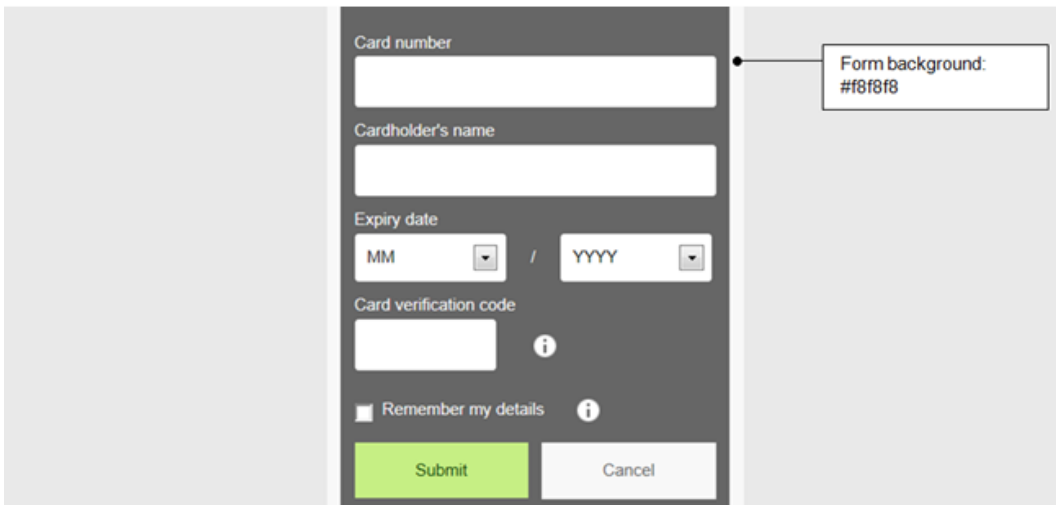 Card number
Form background:
#f8f8f8
Cardholder's name
Expiry date
MM / YYYY
Card verification code
i
Remember my details i
Submit Cancel